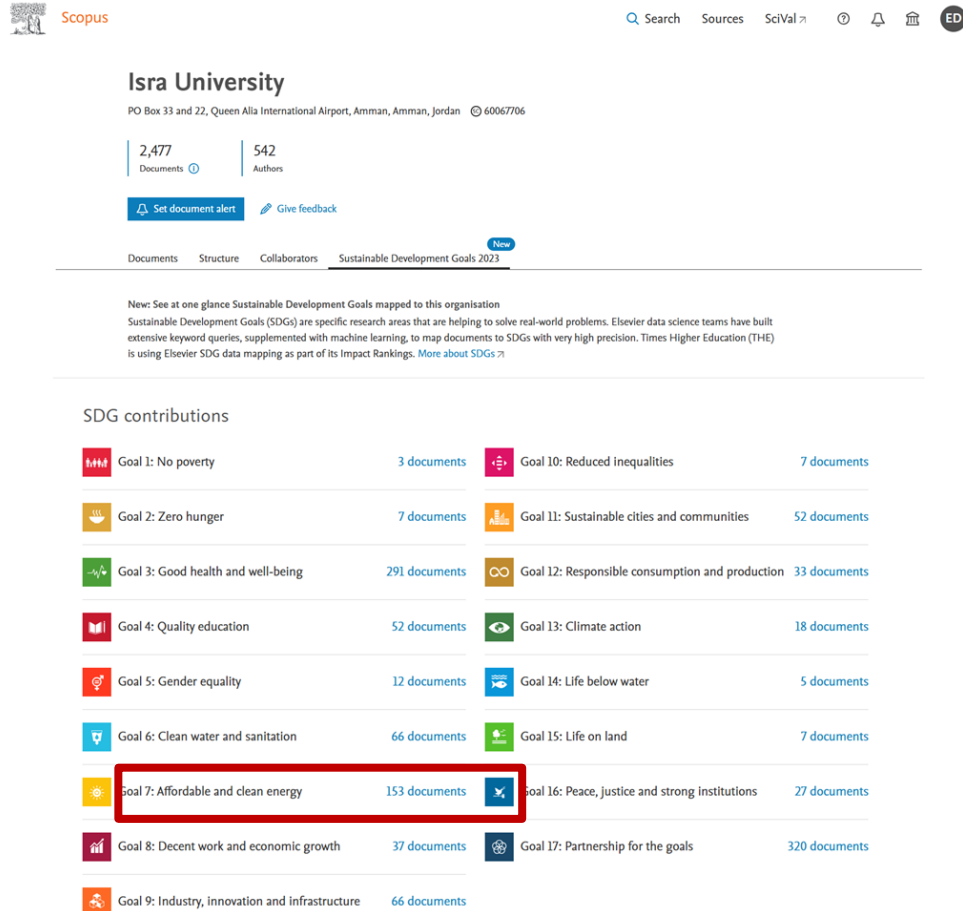 Scopus
Search Sources SciVal ED
Isra University
PO Box 33 and 22, Queen Alia International Airport, Amman, Amman, Jordan 60067706
2,477 542
Documents Authors
Set document alert Give feedback
New
Documents Structure Collaborators Sustainable Development Goals 2023
New: See at one glance Sustainable Development Goals mapped to this organisation
Sustainable Development Goals (SDGs) are specific research areas that are helping to solve real-world problems. Elsevier data science teams have built
extensive keyword queries, supplemented with machine learning, to map documents to SDGs with very high precision. Times Higher Education (THE)
is using Elsevier SDG data mapping as part of its Impact Rankings. More about SDGs
SDG contributions
Goal 1: No poverty 3 documents
Goal 2: Zero hunger 7 documents
Goal 3: Good health and well-being 291 documents
Goal 4: Quality education 52 documents
Goal 5: Gender equality 12 documents
Goal 6: Clean water and sanitation 66 documents
Goal 7: Affordable and clean energy 153 documents
Goal 8: Decent work and economic growth 37 documents
Goal 9: Industry, innovation and infrastructure 66 documents
Goal 10: Reduced inequalities 7 documents
Goal 11: Sustainable cities and communities 52 documents
Goal 12: Responsible consumption and production 33 documents
Goal 13: Climate action 18 documents
Goal 14: Life below water 5 documents
Goal 15: Life on land 7 documents
Goal 16: Peace, justice and strong institutions 27 documents
Goal 17: Partnership for the goals 320 documents